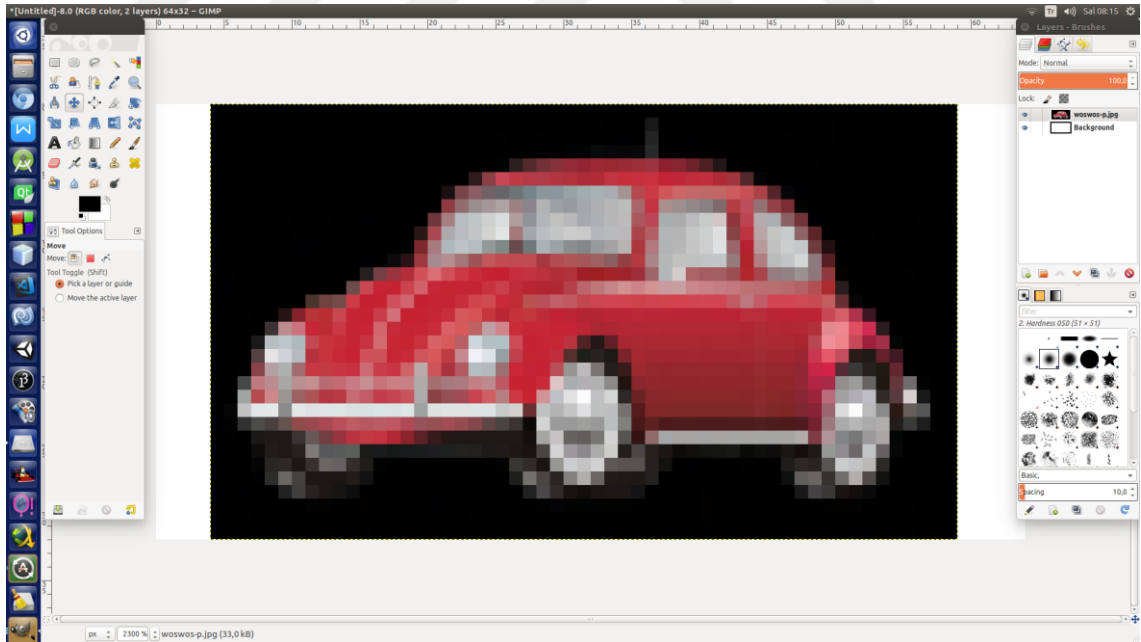 *[Untitled]-8.0 (RGB color, 2 layers) 64x32 – GIMP
Tr
Sal 08:15
Layers - Brushes
Mode: Normal
Opacity 100,0
Lock:
woswos-p.jpg
Background
Tool Options
Move
Move:
Tool Toggle (Shift)
Pick a layer or guide
Move the active layer
filter
2. Hardness 050 (51 × 51)
Basic,
Spacing 10,0
px 2300 % woswos-p.jpg (33,0 kB)